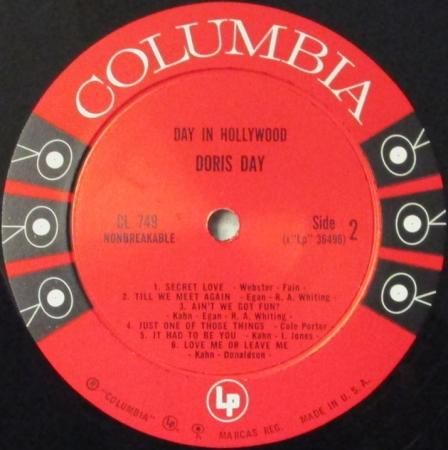 COLUMBIA
DAY IN HOLLYWOOD
DORIS DAY
CL 749
NONBREAKABLE
Side 2
(x"Lp" 36496)
1. SECRET LOVE - Webster - Fain -
2. TILL WE MEET AGAIN - Egan - R. A. Whiting -
3. AIN'T WE GOT FUN?
- Kahn - Egan - R. A. Whiting -
4. JUST ONE OF THOSE THINGS - Cole Porter -
5. IT HAD TO BE YOU - Kahn - I. Jones -
6. LOVE ME OR LEAVE ME
- Kahn - Donaldson -
Lp
® "COLUMBIA" Lp MARCAS REG. MADE IN U.S.A.